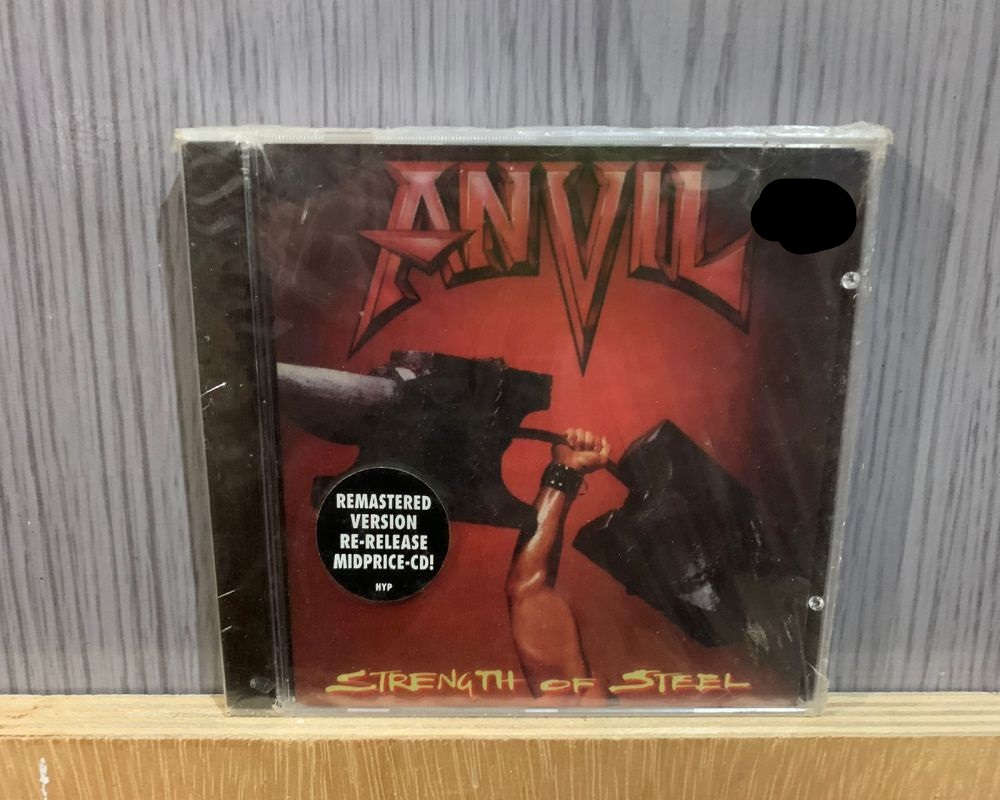 ANVIL
REMASTERED
VERSION
RE-RELEASE
MIDPRICE-CD!
HYP
STRENGTH OF STEEL